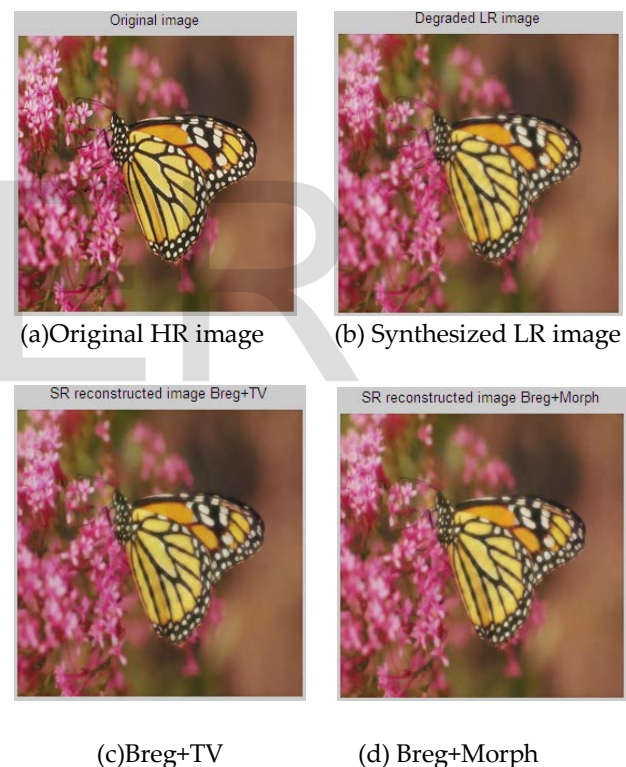 Original image
Degraded LR image
(a)Original HR image
(b) Synthesized LR image
SR reconstructed image Breg+TV
SR reconstructed image Breg+Morph
(c)Breg+TV
(d) Breg+Morph
ER